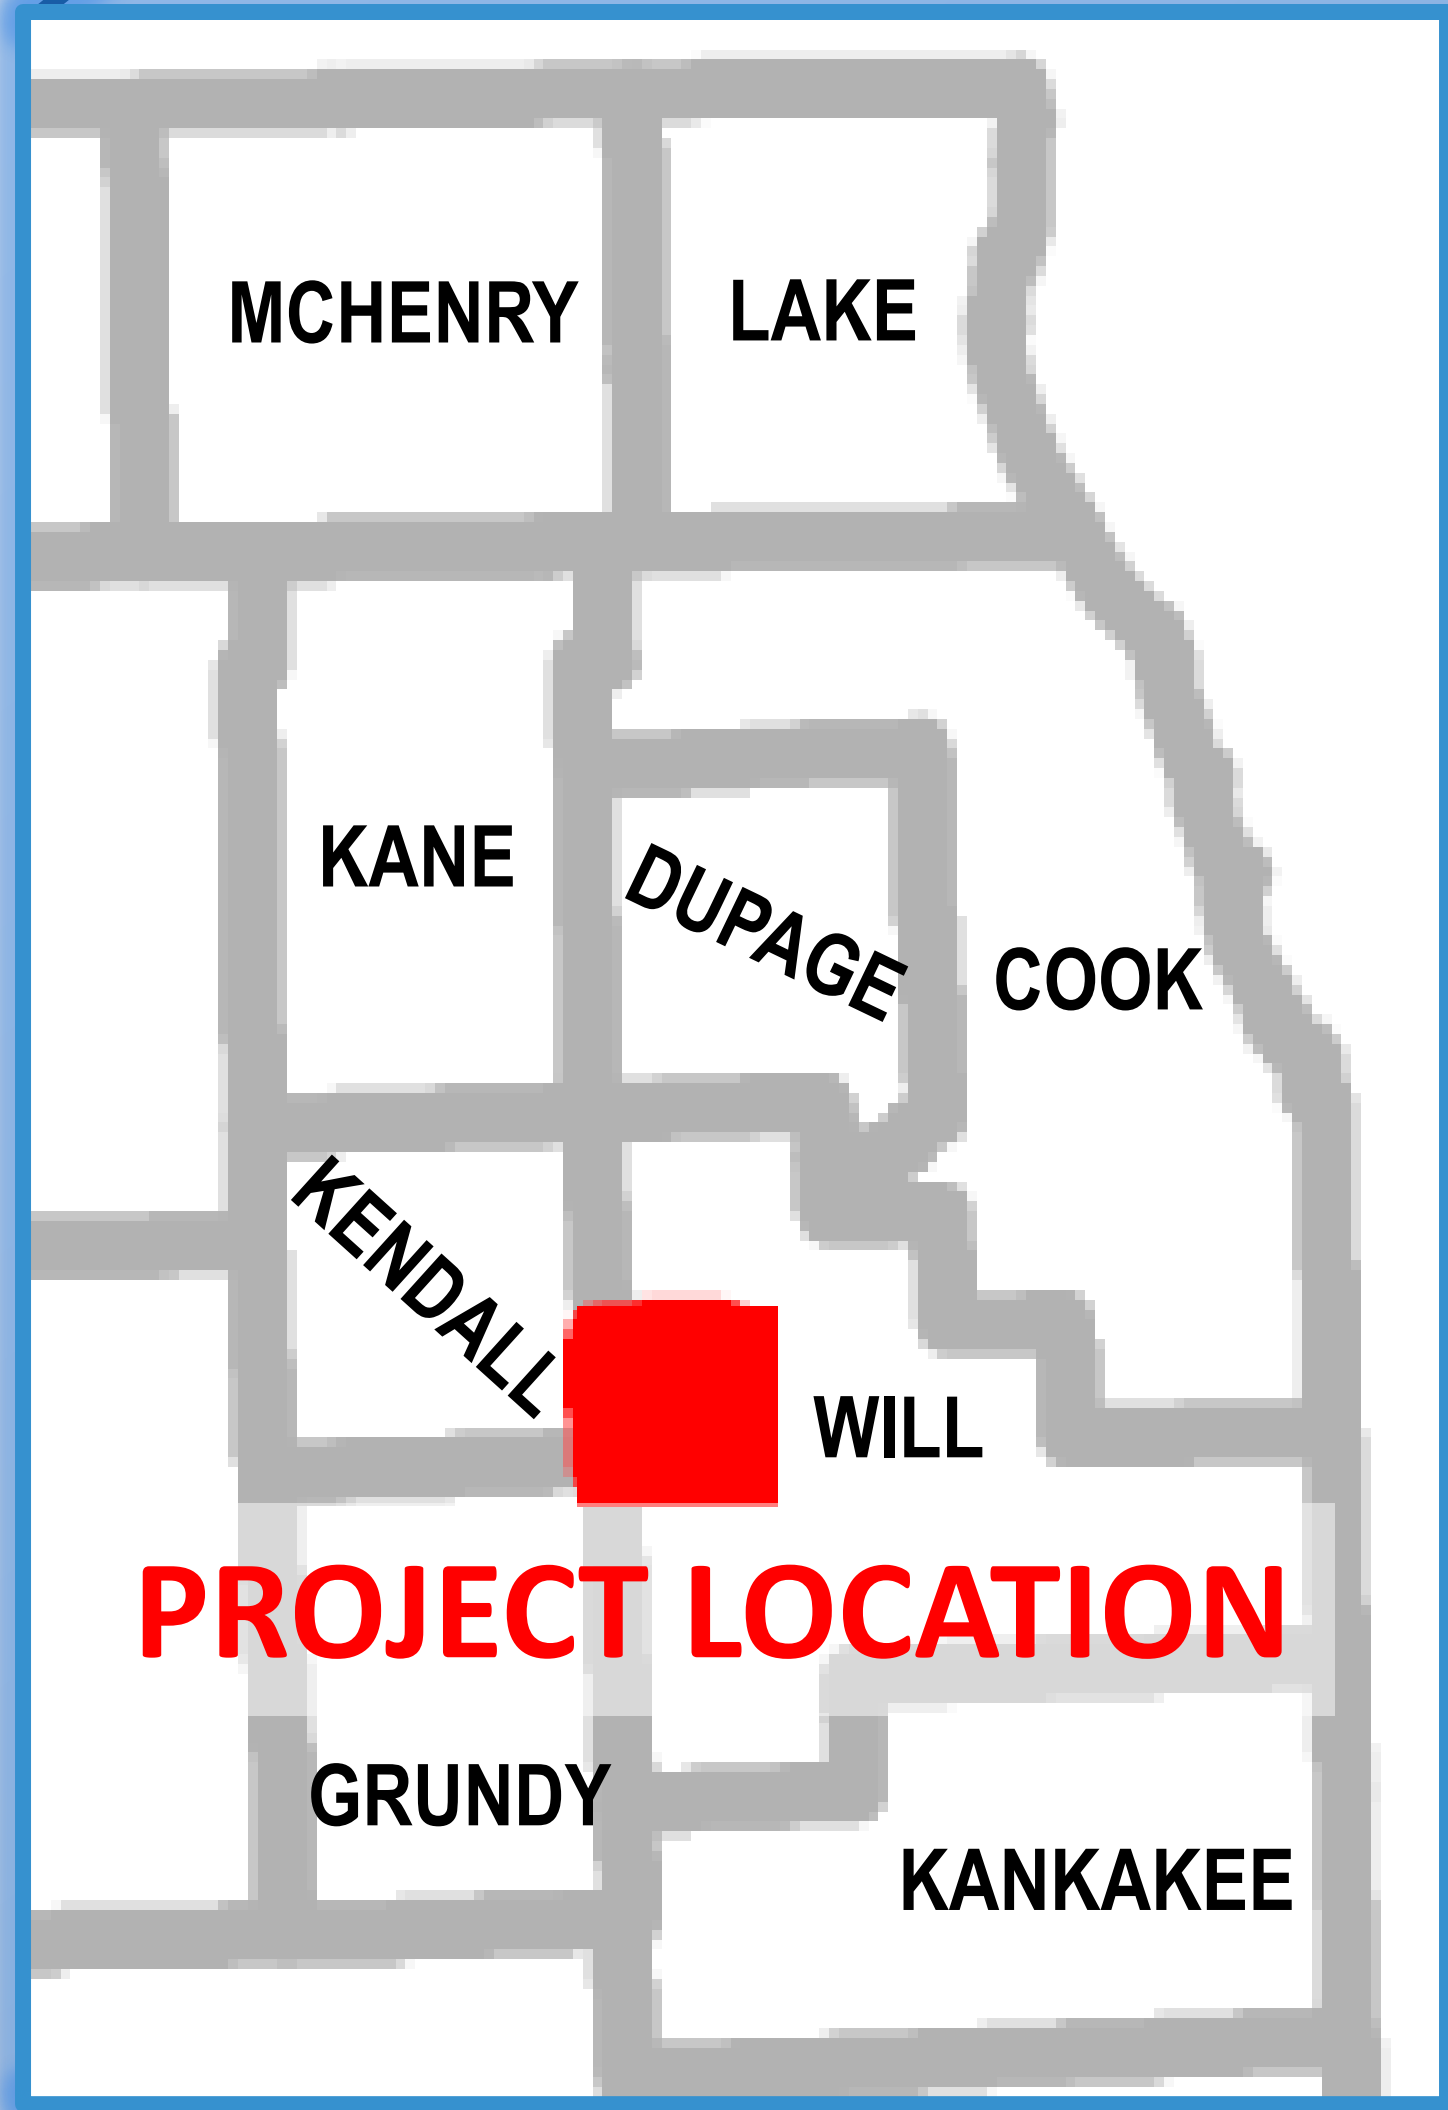 MCHENRY
LAKE
KANE
DUPAGE
COOK
KENDALL
WILL
PROJECT LOCATION
GRUNDY
KANKAKEE